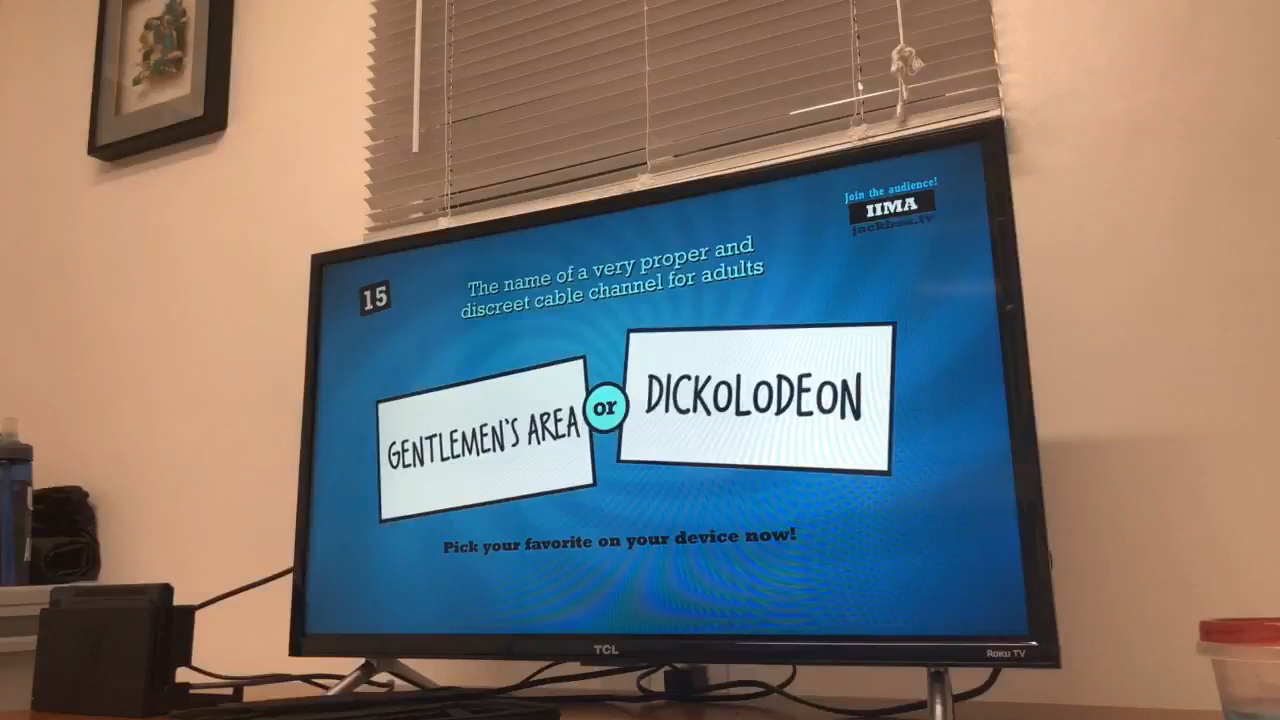 Join the audience!
IIMA
jackbox.tv
15
The name of a very proper and
discreet cable channel for adults
GENTLEMEN'S AREA
or
DICKOLODEON
Pick your favorite on your device now!
TCL
Roku TV